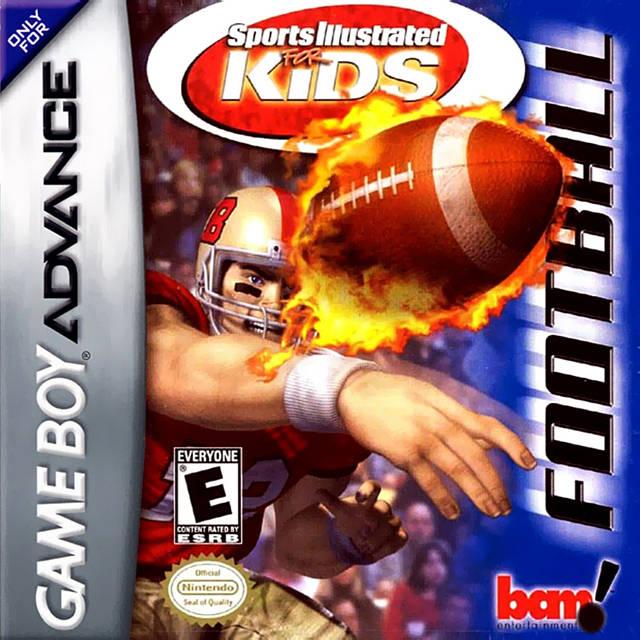 ONLY
FOR
GAME BOY ADVANCE
Sports Illustrated
FOR
KIDS
FOOTBALL
EVERYONE
E
CONTENT RATED BY
ESRB
Official
Nintendo
Seal of Quality
bam!
entertainment